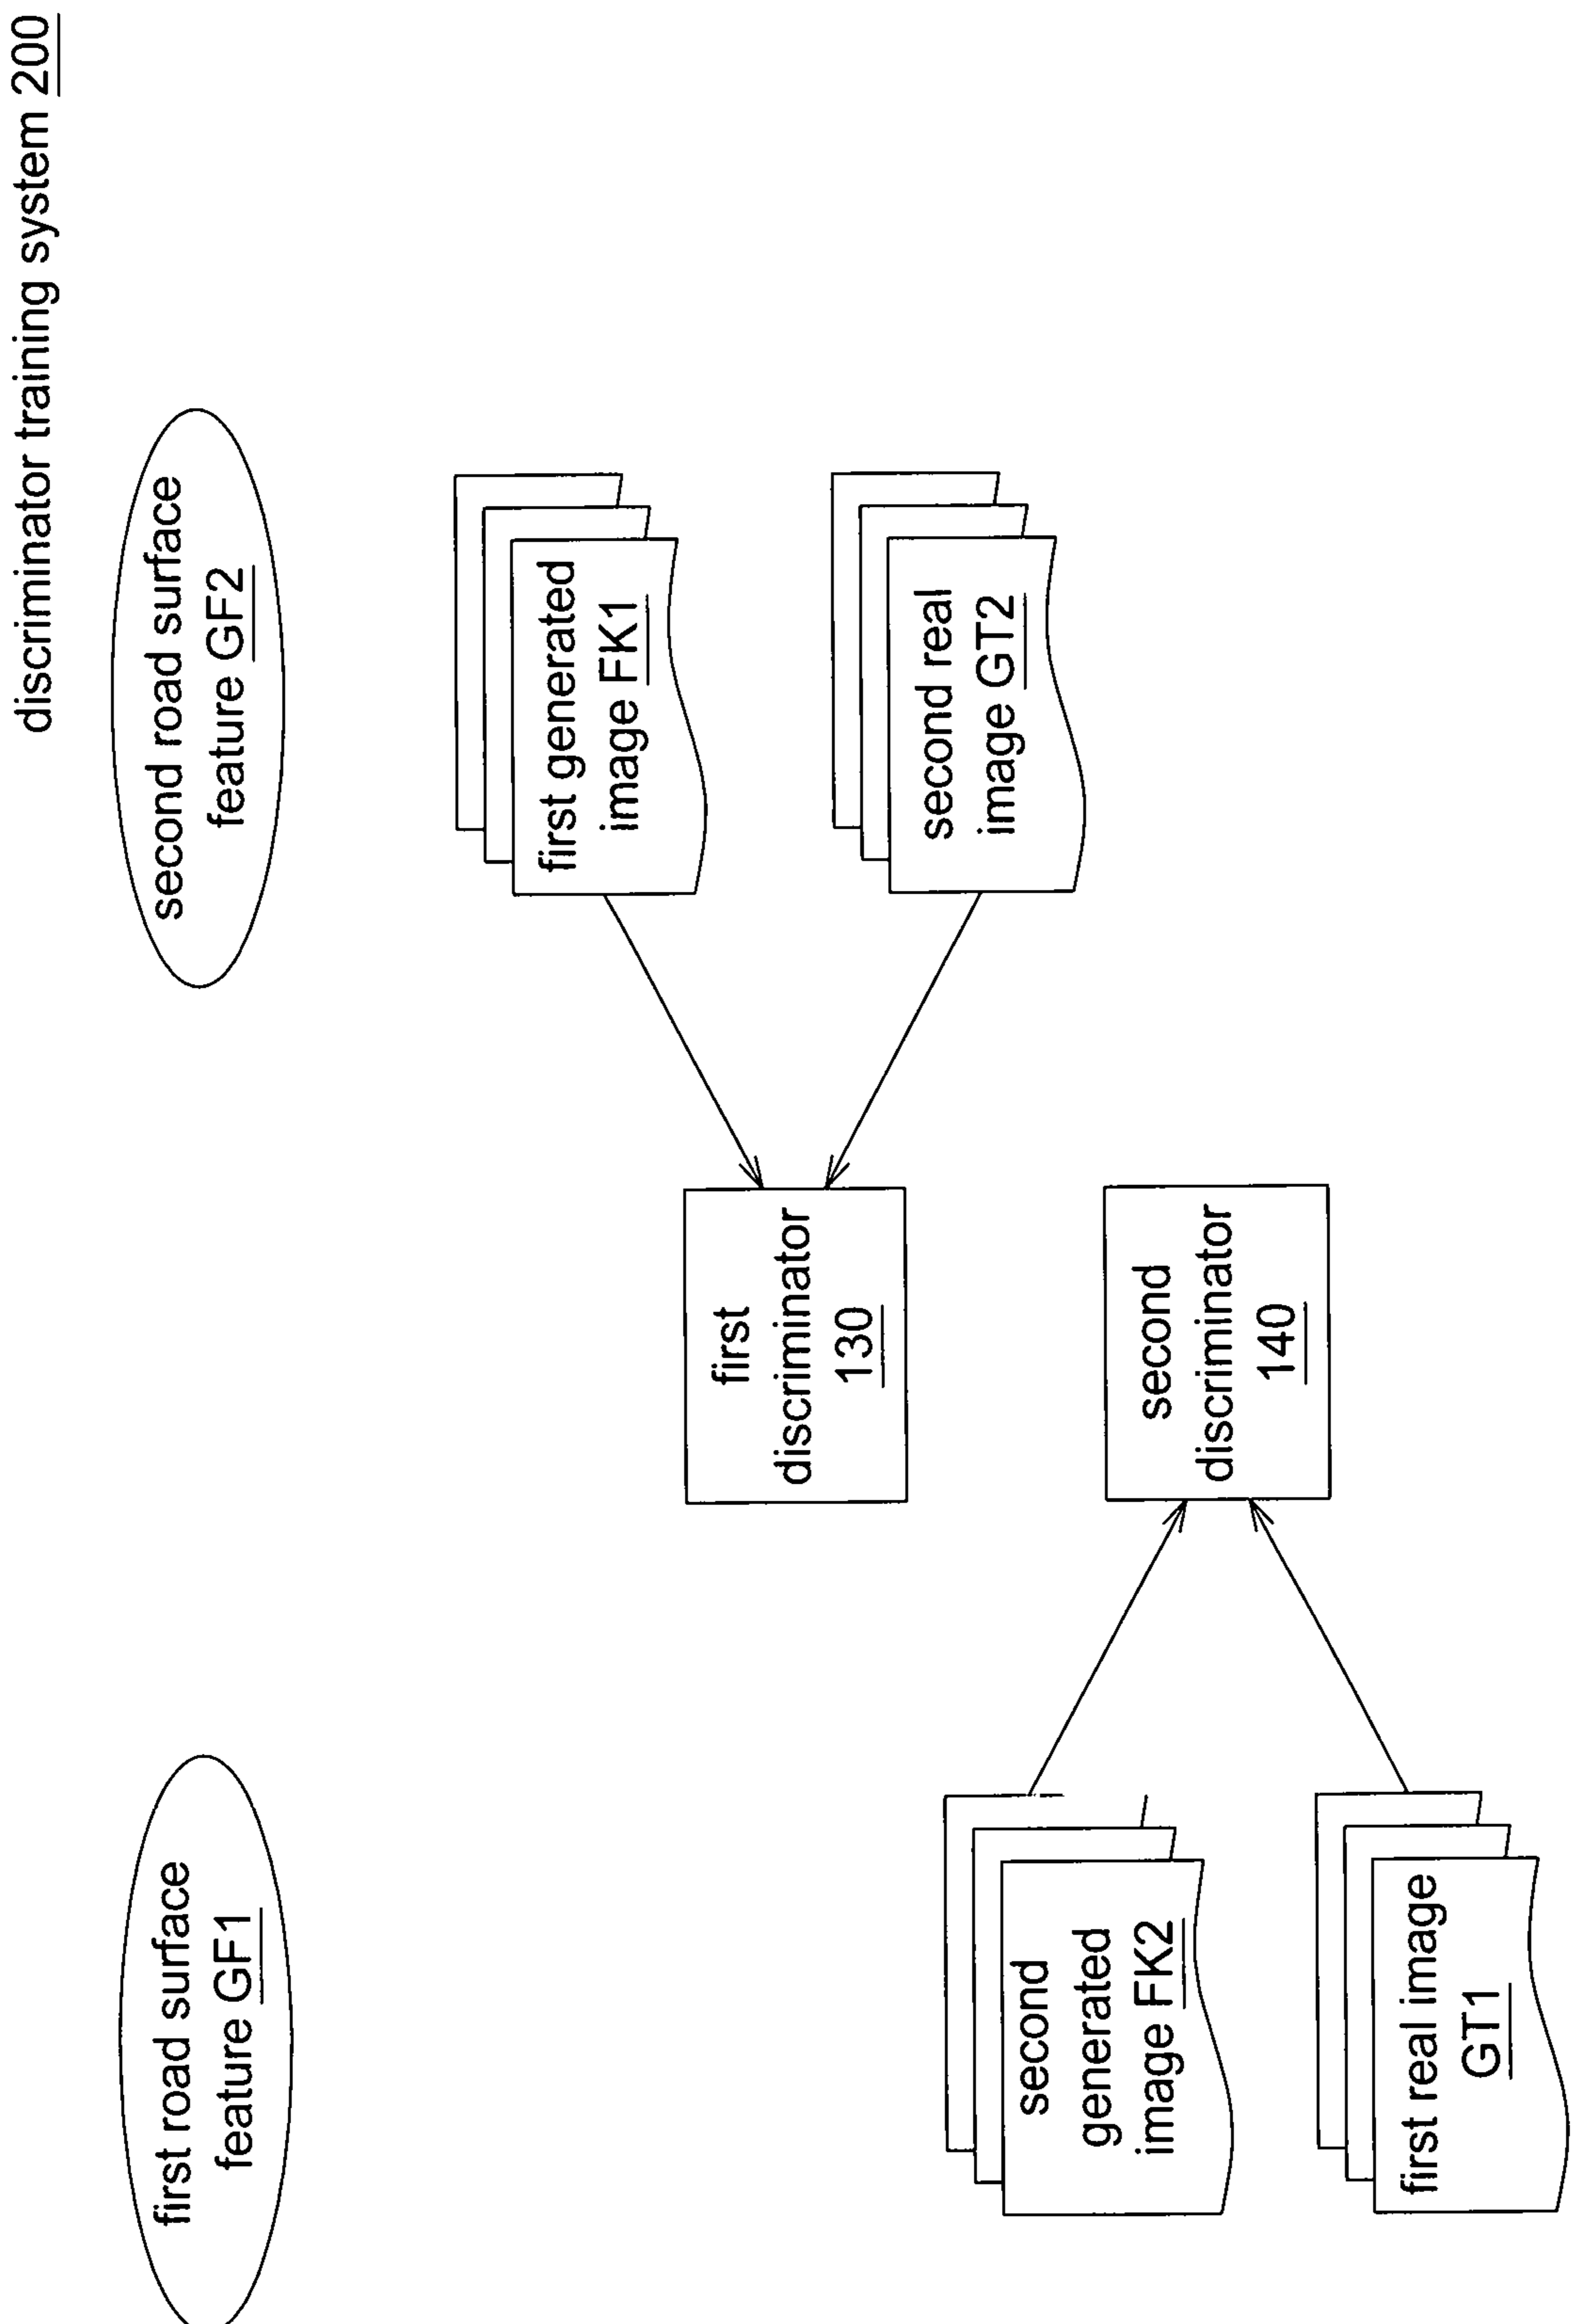 discriminator training system 200
first road surface
feature GF1
second road surface
feature GF2
first generated
image FK1
second real
image GT2
first
discriminator
130
second
discriminator
140
second
generated
image FK2
first real image
GT1